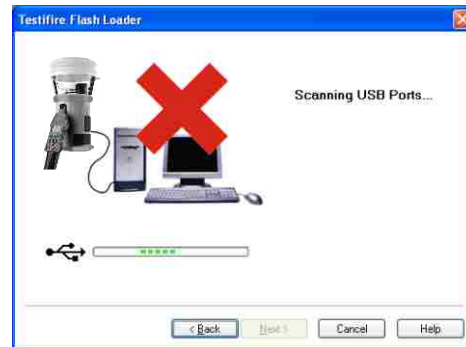 Testifire Flash Loader
Scanning USB Ports...
< Back
Next >
Cancel
Help